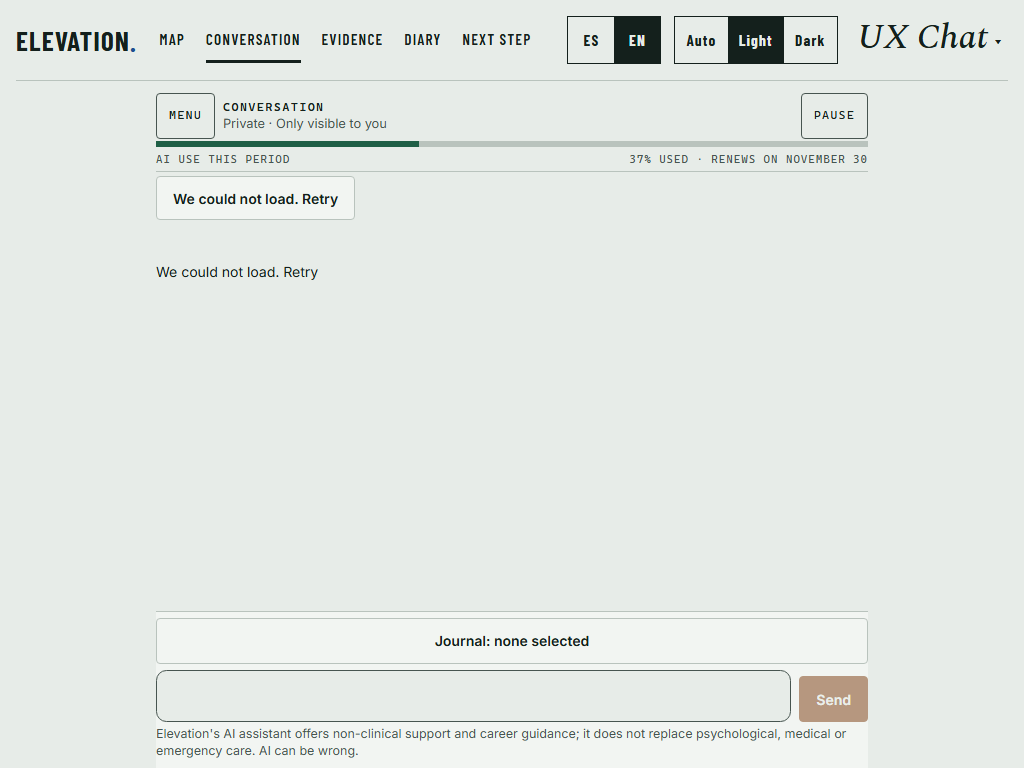 ELEVATION. MAP CONVERSATION EVIDENCE DIARY NEXT STEP ES EN Auto Light Dark UX Chat
MENU CONVERSATION PAUSE
Private · Only visible to you
AI USE THIS PERIOD 37% USED · RENEWS ON NOVEMBER 30
We could not load. Retry
We could not load. Retry
Journal: none selected
Send
Elevation's AI assistant offers non-clinical support and career guidance; it does not replace psychological, medical or
emergency care. AI can be wrong.